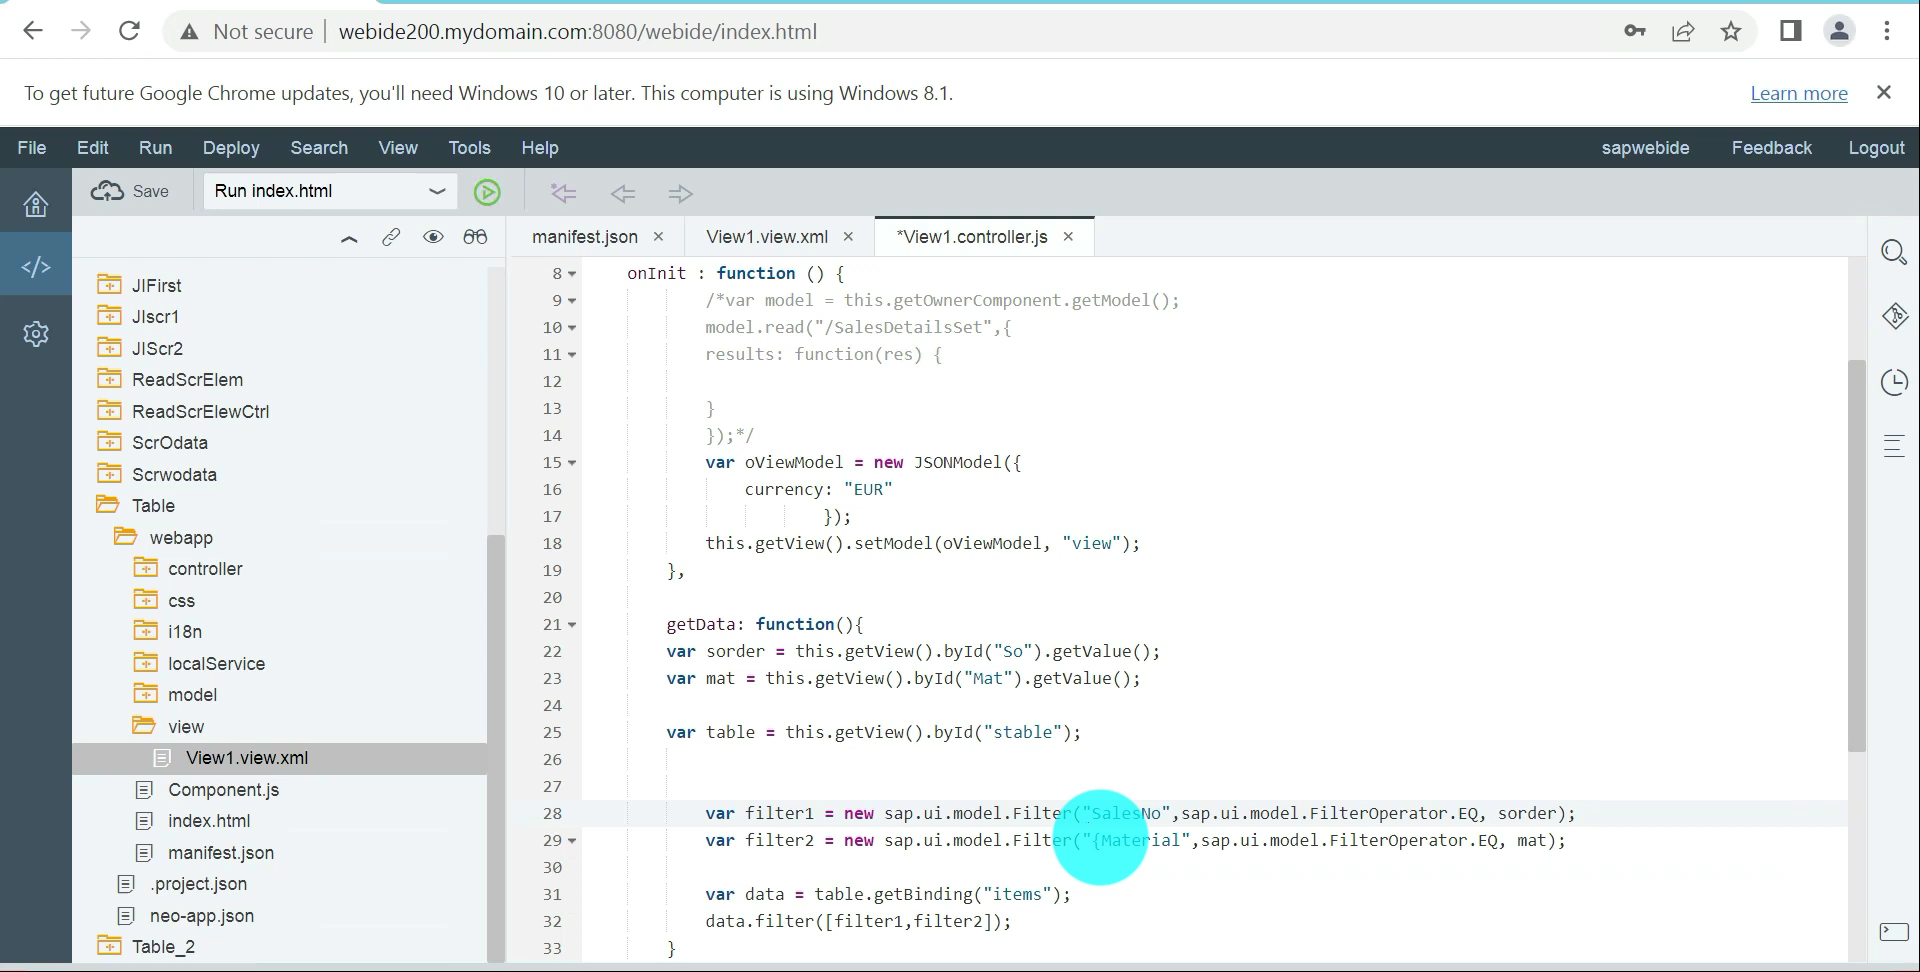 Not secure | webide200.mydomain.com:8080/webide/index.html
To get future Google Chrome updates, you'll need Windows 10 or later. This computer is using Windows 8.1. Learn more
File Edit Run Deploy Search View Tools Help sapwebide Feedback Logout
Save Run index.html
manifest.json × View1.view.xml × *View1.controller.js ×
JIFirst
JIscr1
JIScr2
ReadScrElem
ReadScrElewCtrl
ScrOdata
Scrwodata
Table
webapp
controller
css
i18n
localService
model
view
View1.view.xml
Component.js
index.html
manifest.json
.project.json
neo-app.json
Table_2
8 onInit : function () {
9 /*var model = this.getOwnerComponent.getModel();
10 model.read("/SalesDetailsSet",{
11 results: function(res) {
12
13 }
14 });*/
15 var oViewModel = new JSONModel({
16 currency: "EUR"
17 });
18 this.getView().setModel(oViewModel, "view");
19 },
20
21 getData: function(){
22 var sorder = this.getView().byId("So").getValue();
23 var mat = this.getView().byId("Mat").getValue();
24
25 var table = this.getView().byId("stable");
26
27
28 var filter1 = new sap.ui.model.Filter("SalesNo",sap.ui.model.FilterOperator.EQ, sorder);
29 var filter2 = new sap.ui.model.Filter("{Material",sap.ui.model.FilterOperator.EQ, mat);
30
31 var data = table.getBinding("items");
32 data.filter([filter1,filter2]);
33 }